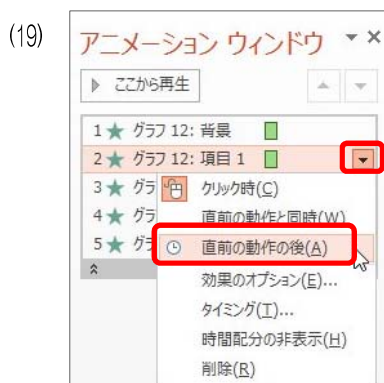 (19)
アニメーション ウィンドウ
ここから再生
1 グラフ 12: 背景
2 グラフ 12: 項目 1
3 グラ
クリック時(C)
4 グラ
直前の動作と同時(W)
5 グラ
直前の動作の後(A)
効果のオプション(E)...
タイミング(T)...
時間配分の非表示(H)
削除(R)